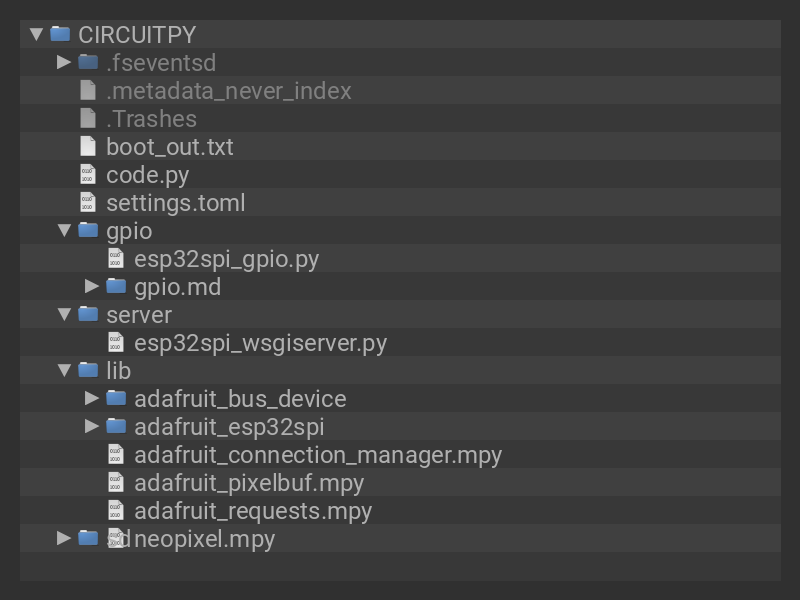 CIRCUITPY
.fseventsd
.metadata_never_index
.Trashes
boot_out.txt
code.py
settings.toml
gpio
esp32spi_gpio.py
gpio.md
server
esp32spi_wsgiserver.py
lib
adafruit_bus_device
adafruit_esp32spi
adafruit_connection_manager.mpy
adafruit_pixelbuf.mpy
adafruit_requests.mpy
sd neopixel.mpy